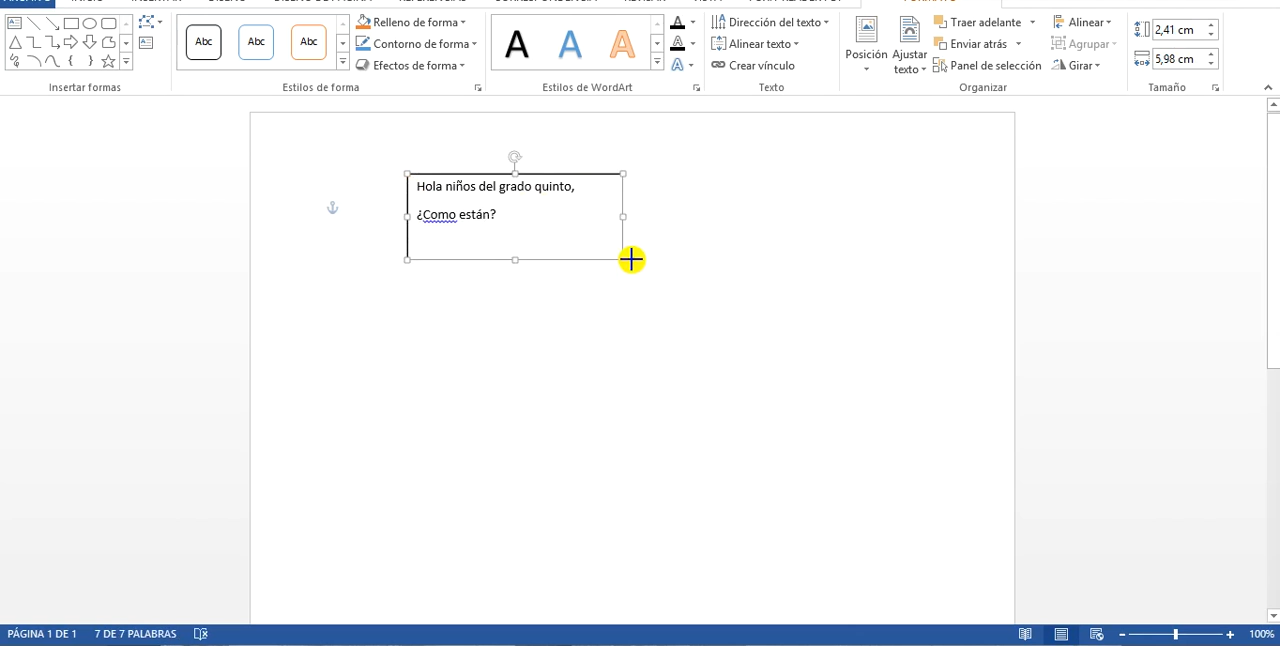 Abc Abc Abc
Relleno de forma
Contorno de forma
Efectos de forma
A A A
A
A
A
Dirección del texto
Alinear texto
Crear vínculo
Posición
Ajustar
texto
Traer adelante
Enviar atrás
Panel de selección
Alinear
Agrupar
Girar
2,41 cm
5,98 cm
Insertar formas
Estilos de forma
Estilos de WordArt
Texto
Organizar
Tamaño
Hola niños del grado quinto,
¿Como están?
PÁGINA 1 DE 1 7 DE 7 PALABRAS
100%